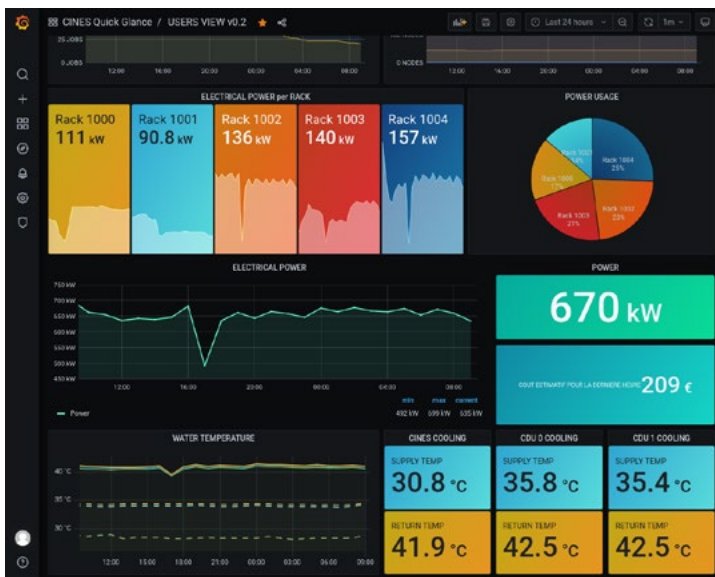 CINES Quick Glance / USERS VIEW v0.2
Last 24 hours
1m
25 JOBS
0 JOBS
12:00 16:00 20:00 00:00 04:00 08:00
0 NODES
12:00 16:00 20:00 00:00 04:00 08:00
ELECTRICAL POWER per RACK
Rack 1000
111 kW
Rack 1001
90.8 kW
Rack 1002
136 kW
Rack 1003
140 kW
Rack 1004
157 kW
POWER USAGE
Rack 1004
25%
Rack 1003
21%
Rack 1000
ELECTRICAL POWER
750 kW
700 kW
650 kW
600 kW
550 kW
500 kW
450 kW
12:00 16:00 20:00 00:00 04:00 08:00
min max current
Power 492 kW 699 kW 635 kW
POWER
670 kW
COUT ESTIMATIF POUR LA DERNIERE HEURE 209 €
WATER TEMPERATURE
40 °C
35 °C
30 °C
12:00 15:00 18:00 21:00 00:00 03:00 06:00 09:00
CINES COOLING
SUPPLY TEMP
30.8 °C
RETURN TEMP
41.9 °C
CDU 0 COOLING
SUPPLY TEMP
35.8 °C
RETURN TEMP
42.5 °C
CDU 1 COOLING
SUPPLY TEMP
35.4 °C
RETURN TEMP
42.5 °C